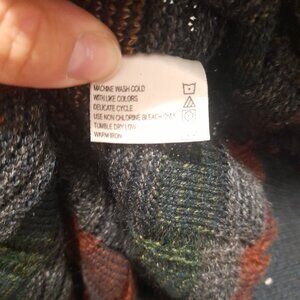 MACHINE WASH COLD
WITH LIKE COLORS
DELICATE CYCLE
USE NON CHLORINE BLEACH ONLY
TUMBLE DRY LOW
WARM IRON